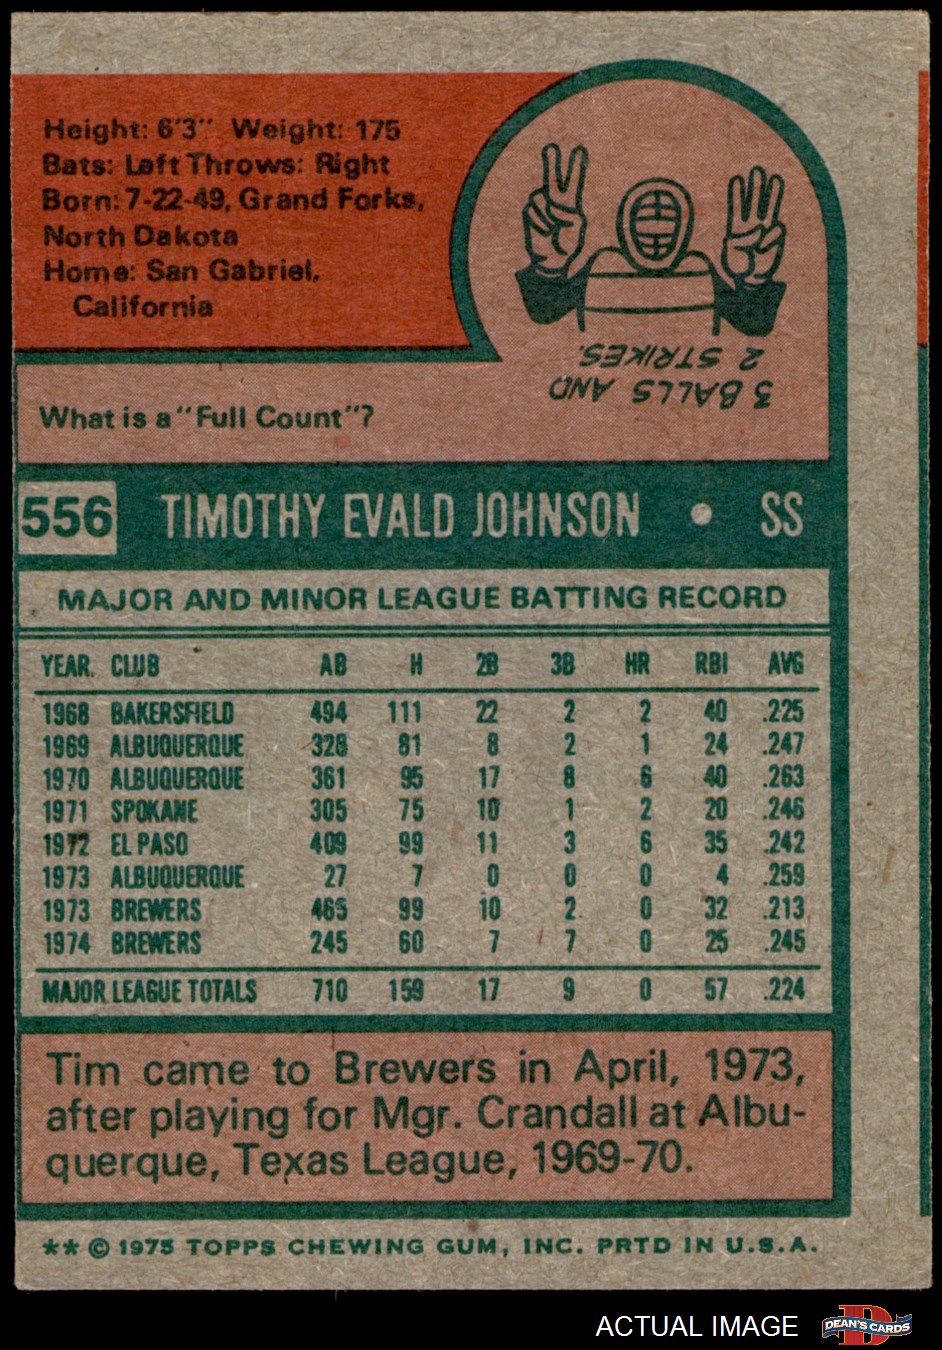 Height: 6'3" Weight: 175
Bats: Left Throws: Right
Born: 7-22-49, Grand Forks,
North Dakota
Home: San Gabriel,
California
What is a "Full Count"?
3 BALLS AND
2 STRIKES.
556 TIMOTHY EVALD JOHNSON • SS
MAJOR AND MINOR LEAGUE BATTING RECORD
YEAR CLUB AB H 2B 3B HR RBI AVG
1968 BAKERSFIELD 494 111 22 2 2 40 .225
1969 ALBUQUERQUE 328 81 8 2 1 24 .247
1970 ALBUQUERQUE 361 95 17 8 6 40 .263
1971 SPOKANE 305 75 10 1 2 20 .246
1972 EL PASO 409 99 11 3 6 35 .242
1973 ALBUQUERQUE 27 7 0 0 0 4 .259
1973 BREWERS 465 99 10 2 0 32 .213
1974 BREWERS 245 60 7 7 0 25 .245
MAJOR LEAGUE TOTALS 710 159 17 9 0 57 .224
Tim came to Brewers in April, 1973,
after playing for Mgr. Crandall at Albu-
querque, Texas League, 1969-70.
** © 1975 TOPPS CHEWING GUM, INC. PRTD IN U.S.A.
ACTUAL IMAGE
D
DEAN'S CARDS